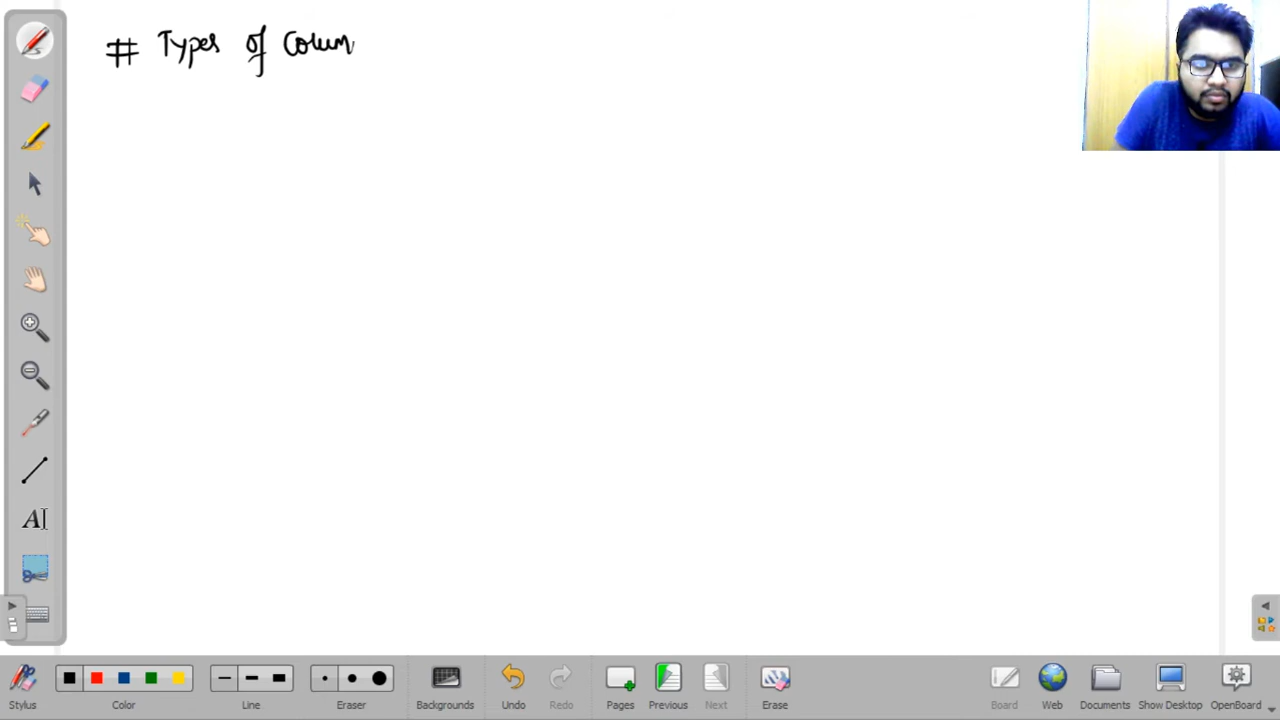 # Types of Colum
AI
Stylus
Color
Line
Eraser
Backgrounds
Undo
Redo
Pages
Previous
Next
Erase
Board
Web
Documents
Show Desktop
OpenBoard